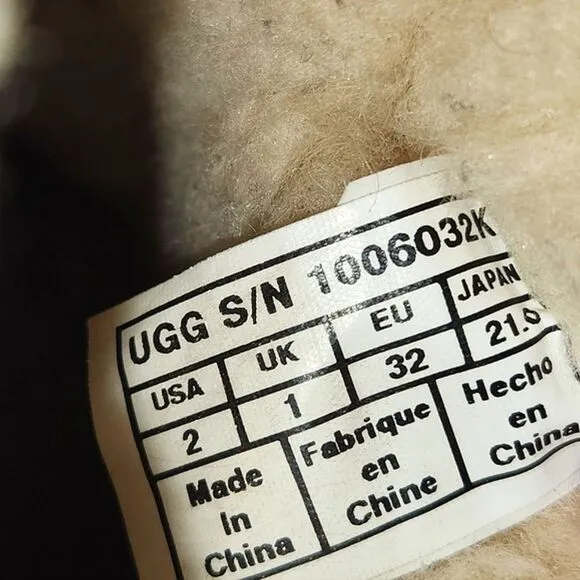 UGG S/N 1006032K
USA UK EU JAPAN
2 1 32
Made In China
Fabrique en Chine
Hecho en China